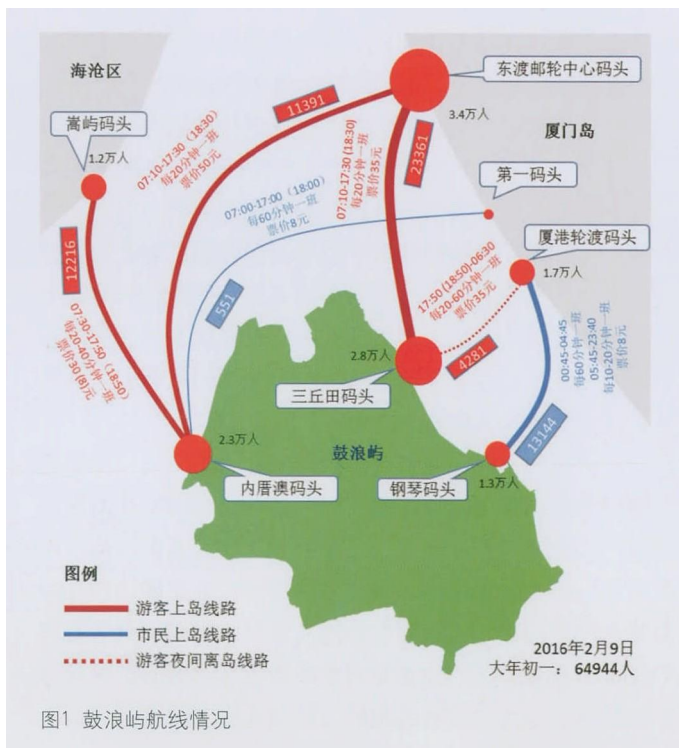 海沧区
东渡邮轮中心码头
11391
嵩屿码头
3.4万人
厦门岛
1.2万人
07:10-17:30（18:30）
每20分钟一班
票价50元
07:10-17:30 (18:30)
每20分钟一班
票价35元
23361
第一码头
07:00-17:00（18:00）
每60分钟一班
票价8元
厦港轮渡码头
12216
1.7万人
551
17:50 (18:50)-06:30
每20-60分钟一班
票价35元
07:30-17:50 (18:50)
每20-40分钟一班
票价30 (8)元
00:45-04:45
每60分钟一班
05:45-23:40
每10-20分钟一班
票价8元
2.8万人
4281
三丘田码头
13144
2.3万人
鼓浪屿
内厝澳码头
钢琴码头
1.3万人
图例
游客上岛线路
市民上岛线路
游客夜间离岛线路
2016年2月9日
大年初一：64944人
图1 鼓浪屿航线情况